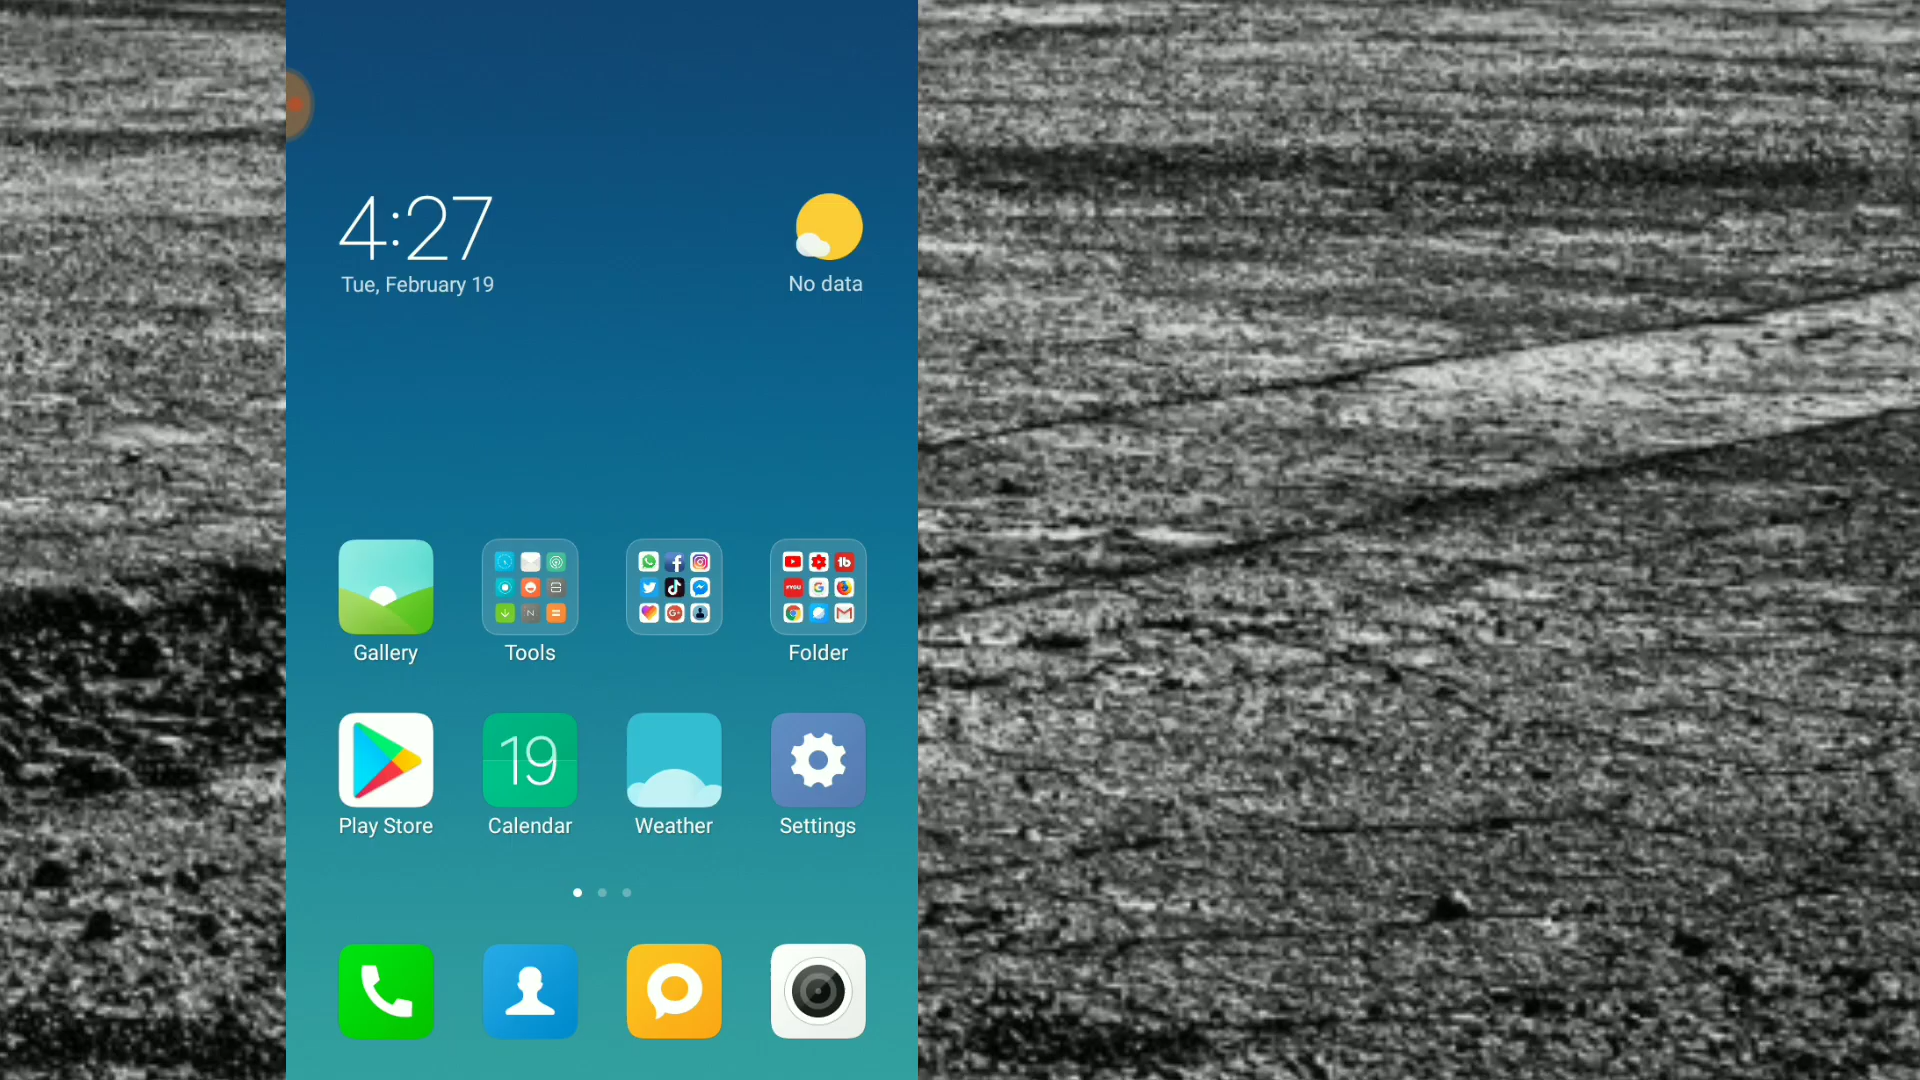 4:27
Tue, February 19
No data
Gallery
Tools
Folder
Play Store
19
Calendar
Weather
Settings